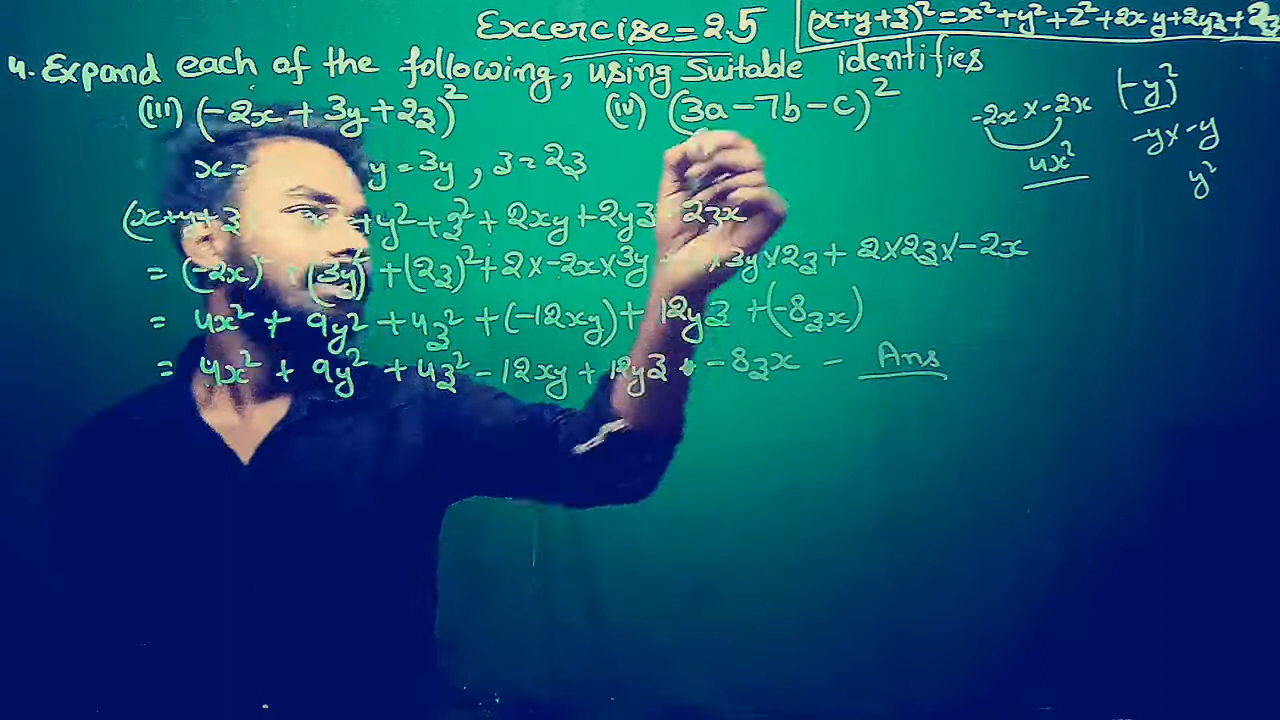 Excercise = 2.5
(x+y+z)² = x²+y²+z²+2xy+2yz+2z
4. Expand each of the following, using Suitable identifies
(iii) (-2x + 3y + 2z)²
(iv) (3a - 7b - c)²
-2x × -2x
4x²
(-y)²
-y × -y
y²
x= y = 3y , z = 2z
(x+y+z +y² + z² + 2xy + 2yz 2zx
= (-2x)² + (3y)² + (2z)² + 2×-2x×3y ×3y×2z + 2×2z×-2x
= 4x² + 9y² + 4z² + (-12xy) + 12yz + (-8zx)
= 4x² + 9y² + 4z² - 12xy + 12yz - 8zx - Ans